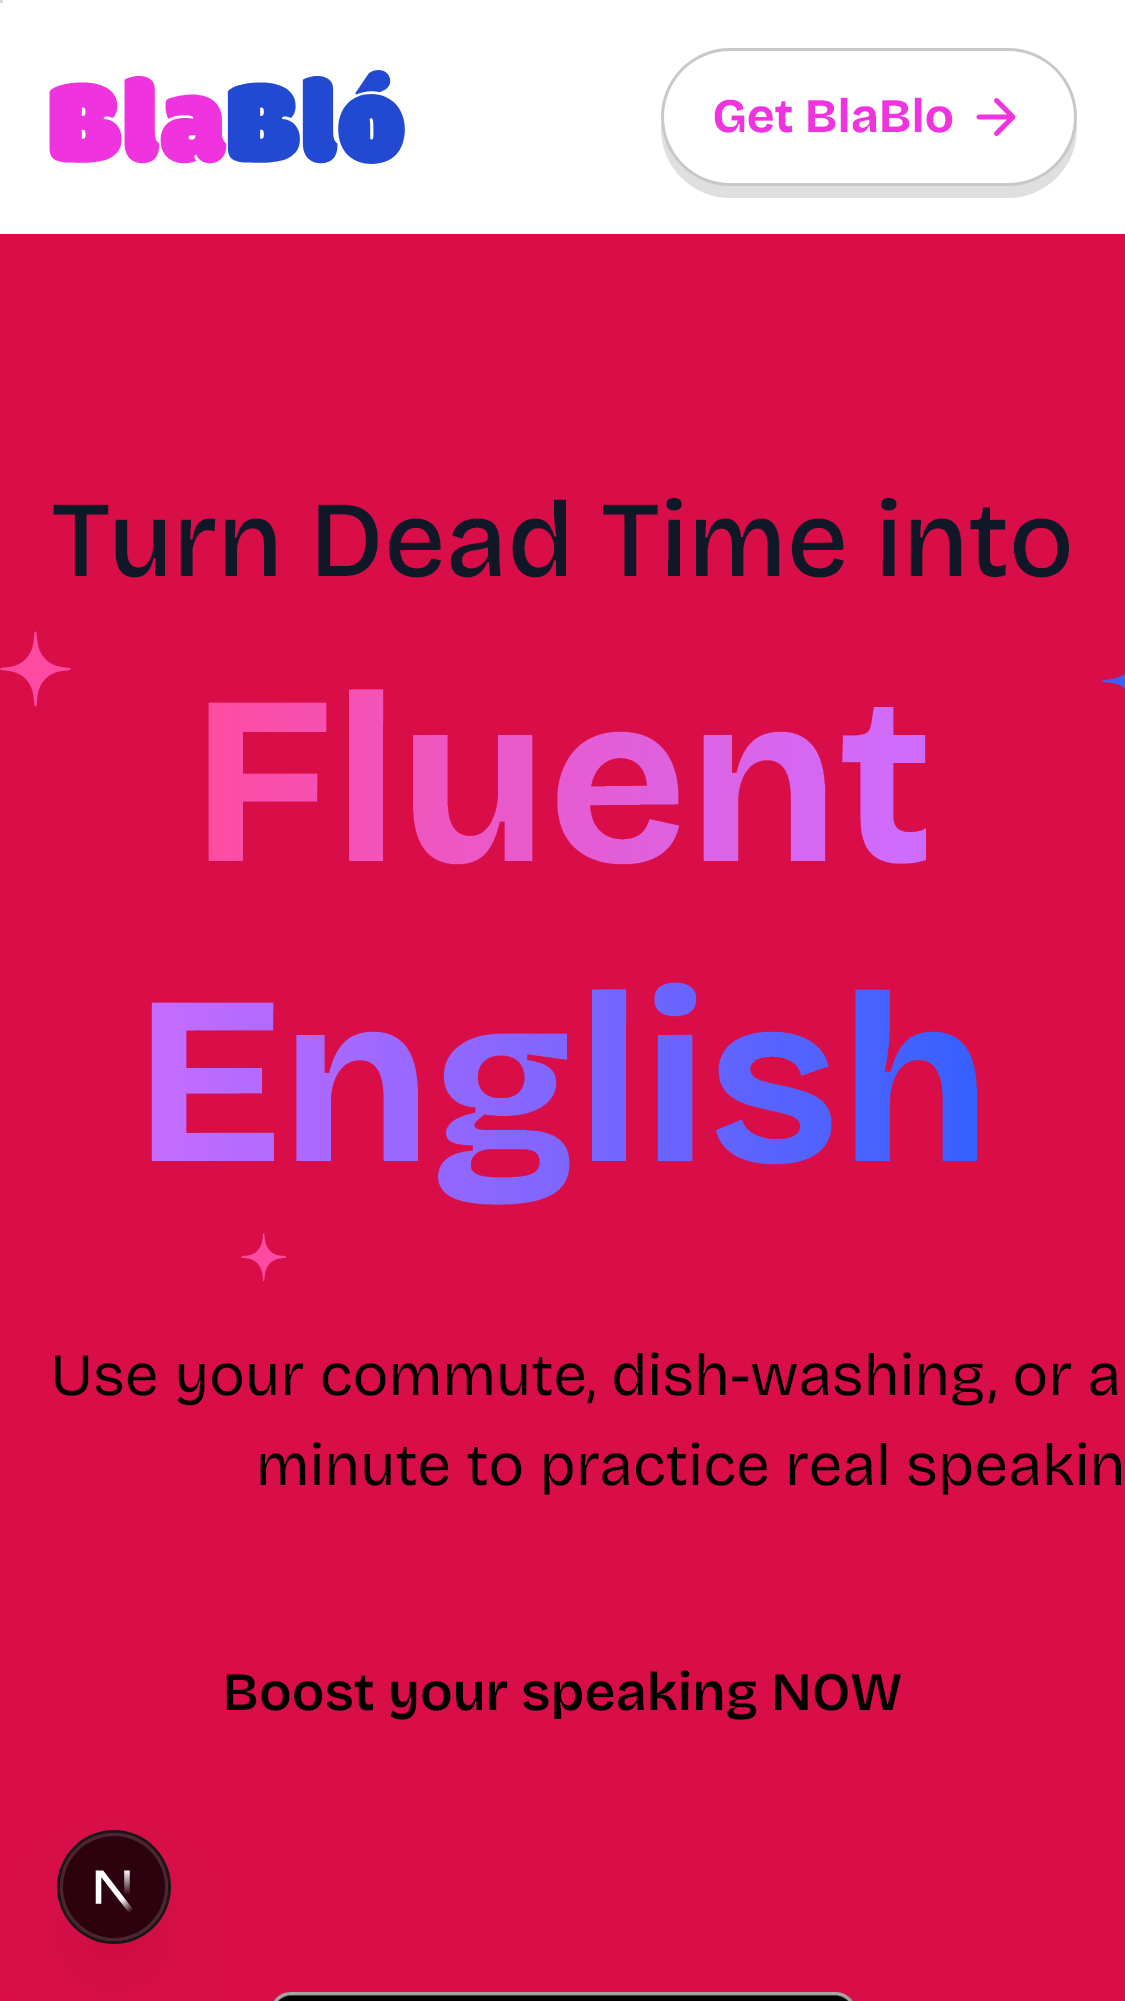 BlaBló
Get BlaBlo
Turn Dead Time into
Fluent
English
Use your commute, dish-washing, or a
minute to practice real speakin
Boost your speaking NOW
N